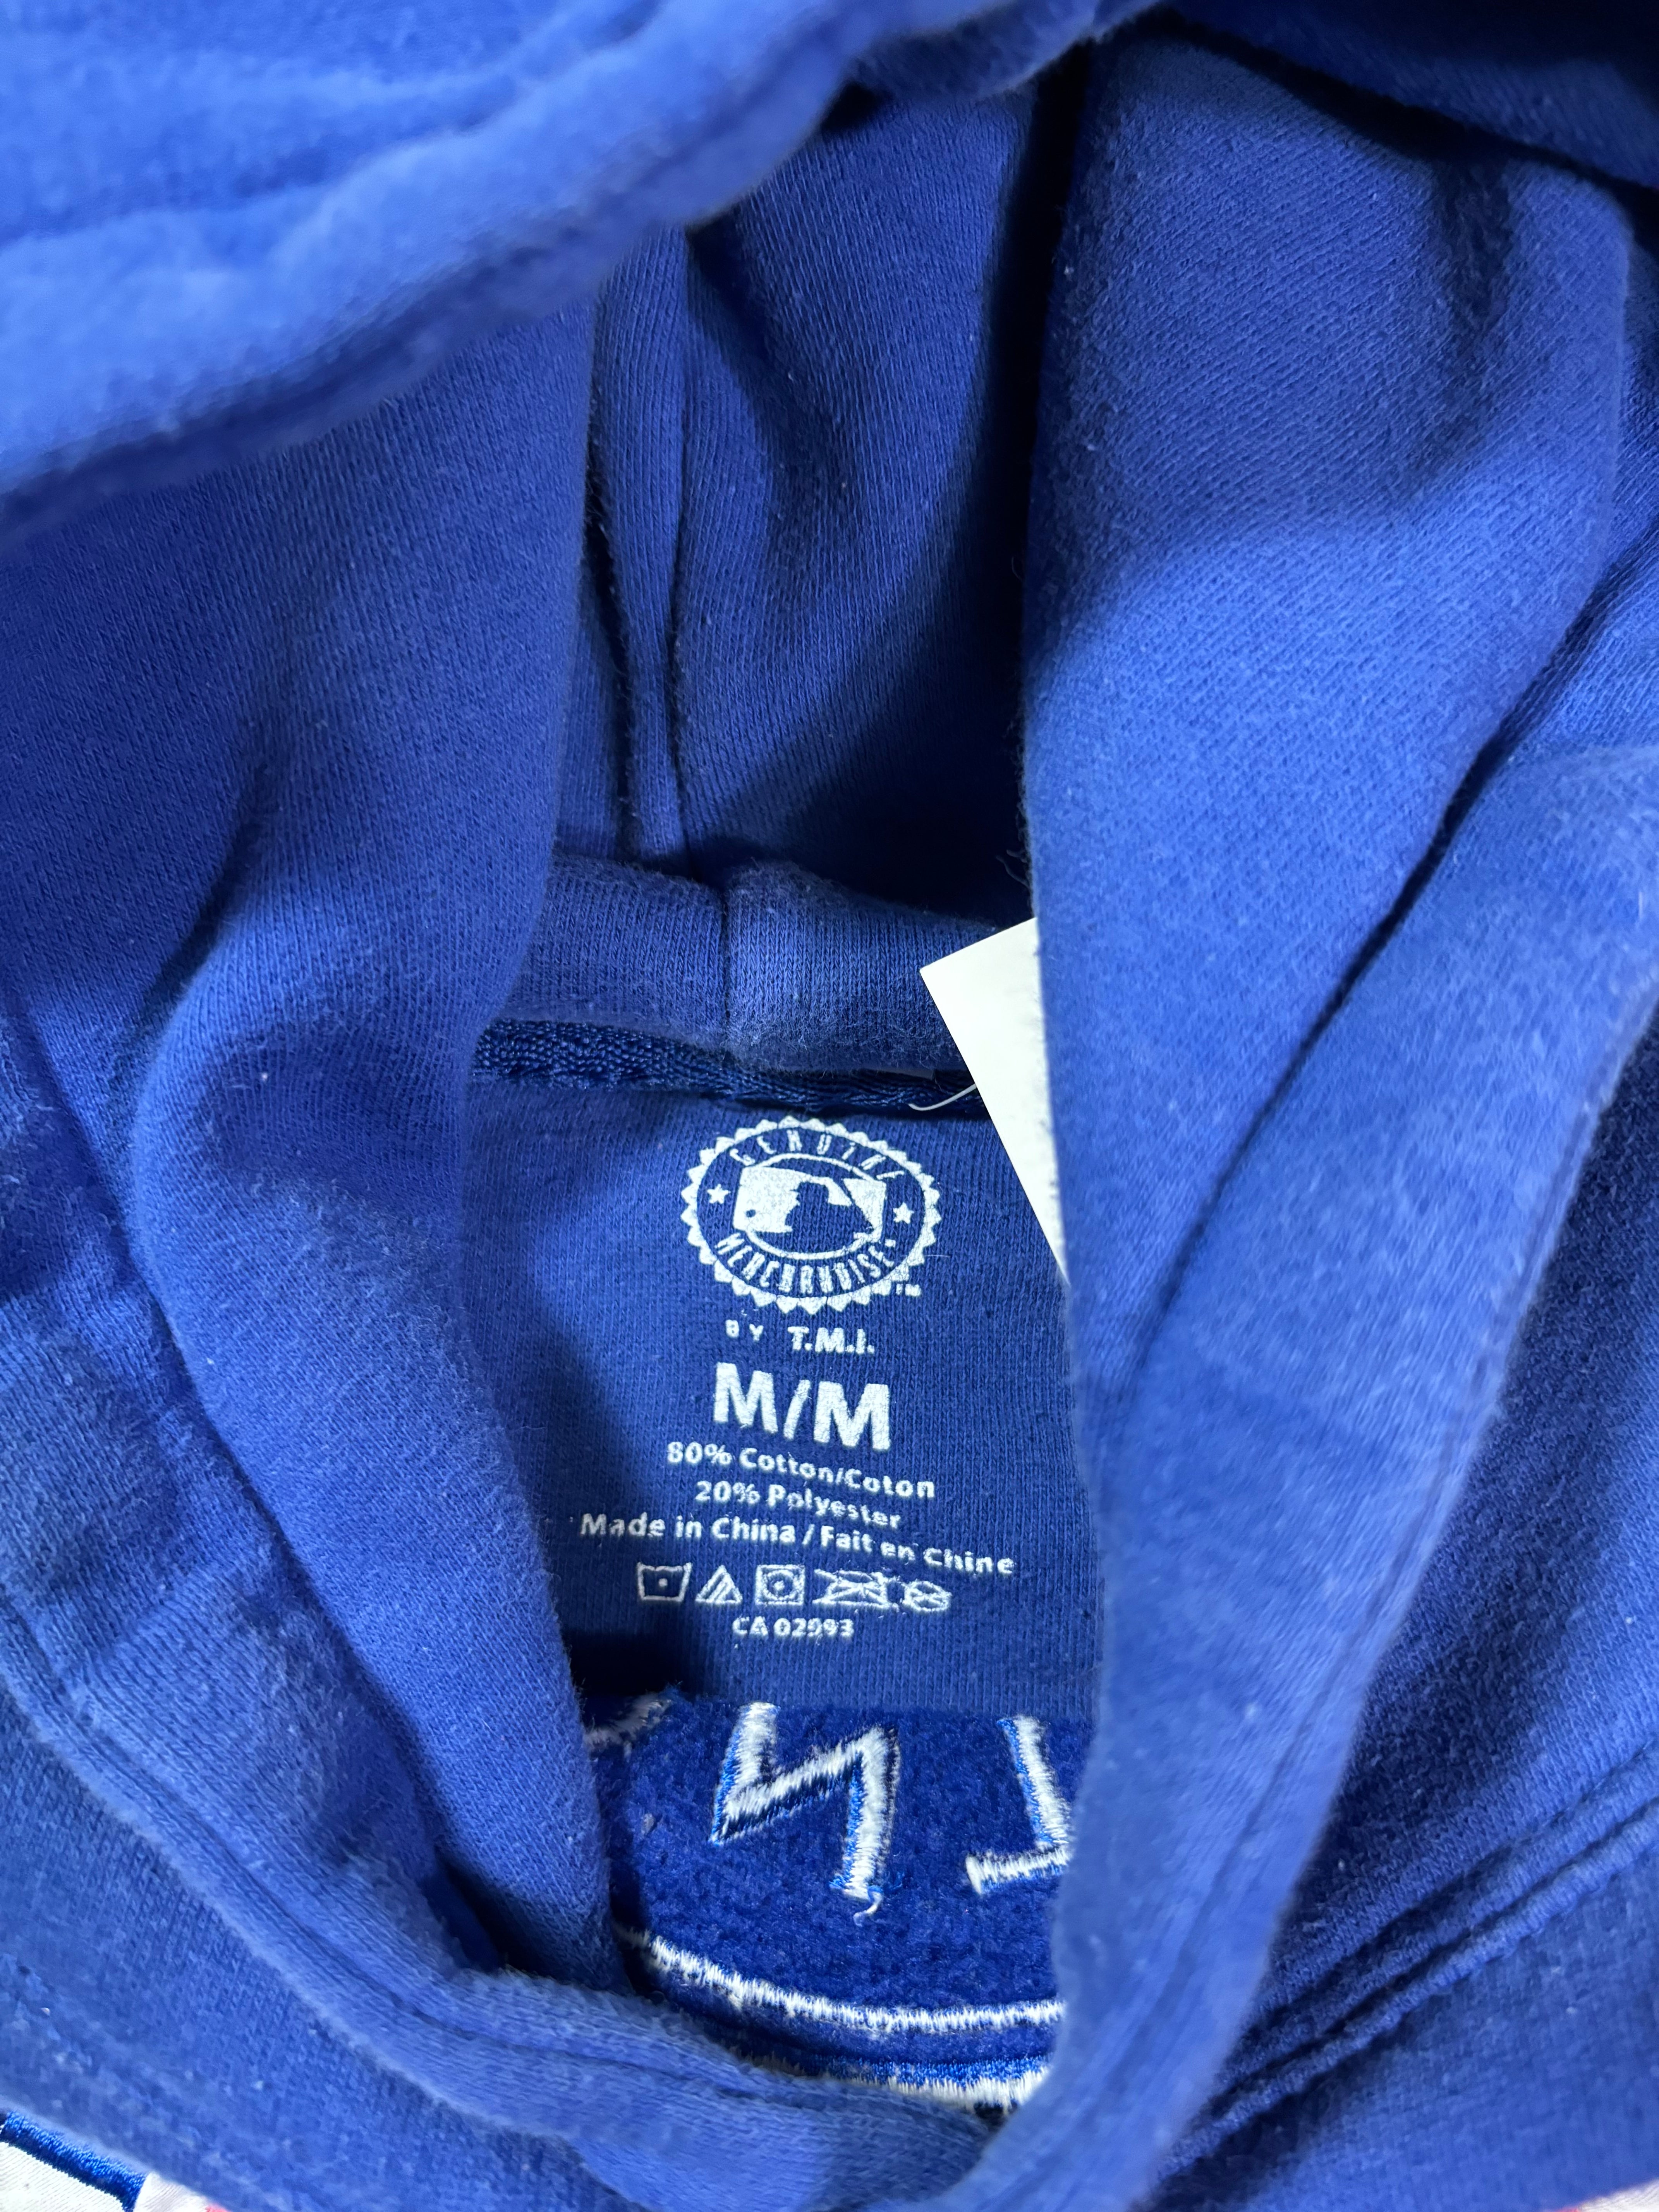 GENUINE
MERCHANDISE
TM
BY T.M.I.
M/M
80% Cotton/Coton
20% Polyester
Made in China / Fait en Chine
CA 02993